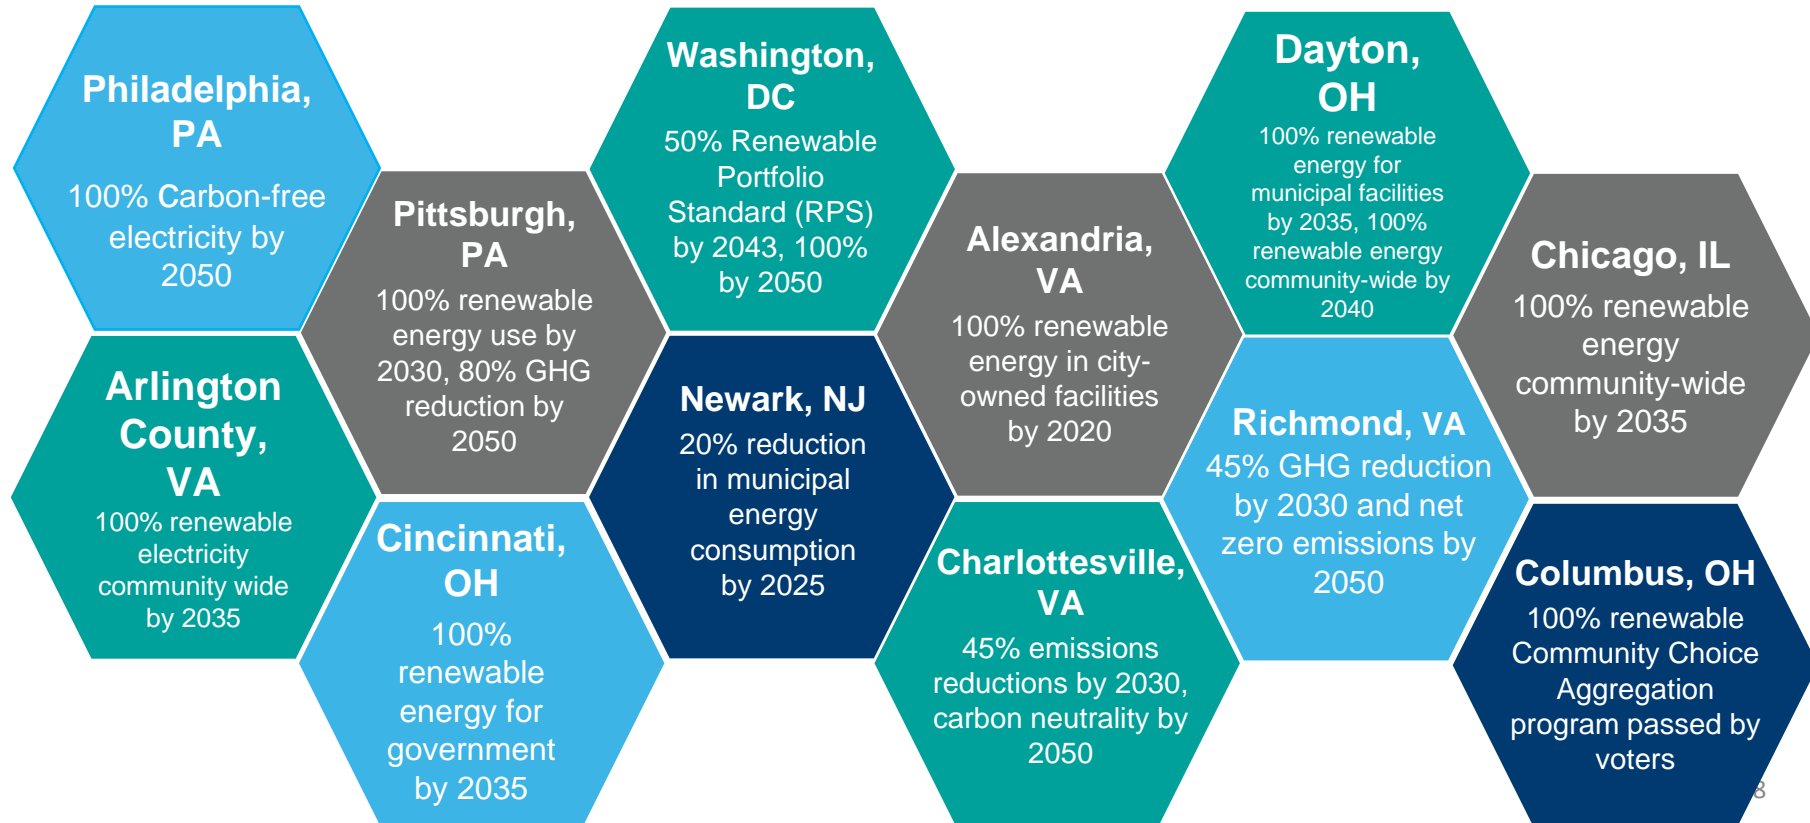 Philadelphia,
PA
100% Carbon-free
electricity by
2050
Pittsburgh,
PA
100% renewable
energy use by
2030, 80% GHG
reduction by
2050
Washington,
DC
50% Renewable
Portfolio
Standard (RPS)
by 2043, 100%
by 2050
Alexandria,
VA
100% renewable
energy in city-
owned facilities
by 2020
Dayton,
OH
100% renewable
energy for
municipal facilities
by 2035, 100%
renewable energy
community-wide by
2040
Chicago, IL
100% renewable
energy
community-wide
by 2035
Arlington
County,
VA
100% renewable
electricity
community wide
by 2035
Cincinnati,
OH
100%
renewable
energy for
government
by 2035
Newark, NJ
20% reduction
in municipal
energy
consumption
by 2025
Charlottesville,
VA
45% emissions
reductions by 2030,
carbon neutrality by
2050
Richmond, VA
45% GHG reduction
by 2030 and net
zero emissions by
2050
Columbus, OH
100% renewable
Community Choice
Aggregation
program passed by
voters
8